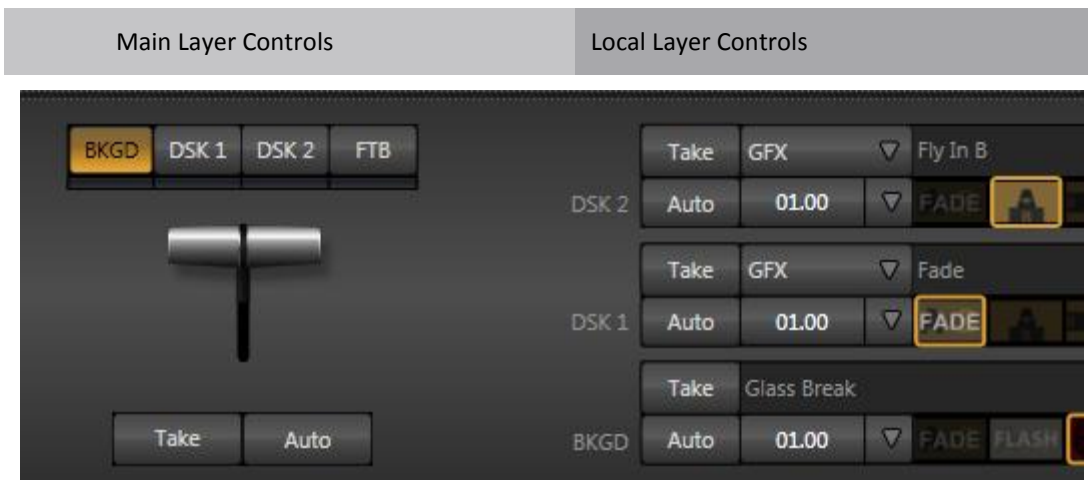 Main Layer Controls
Local Layer Controls
BKGD DSK 1 DSK 2 FTB
Take GFX Fly In B
DSK 2 Auto 01.00 FADE
Take GFX Fade
DSK 1 Auto 01.00 FADE
Take Glass Break
Take Auto
BKGD Auto 01.00 FADE FLASH